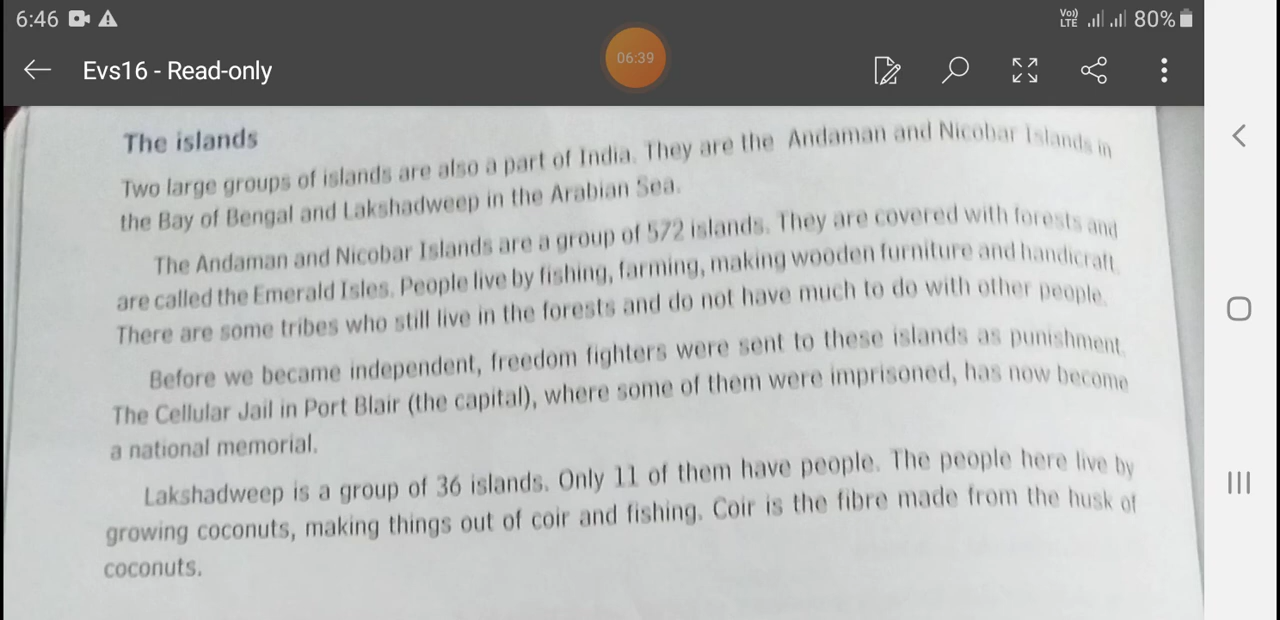 6:46
Vo)) LTE
80%
Evs16 - Read-only
06:39
The islands
Two large groups of islands are also a part of India. They are the Andaman and Nicobar Islands in
the Bay of Bengal and Lakshadweep in the Arabian Sea.
The Andaman and Nicobar Islands are a group of 572 islands. They are covered with forests and
are called the Emerald Isles. People live by fishing, farming, making wooden furniture and handicraft.
There are some tribes who still live in the forests and do not have much to do with other people.
Before we became independent, freedom fighters were sent to these islands as punishment.
The Cellular Jail in Port Blair (the capital), where some of them were imprisoned, has now become
a national memorial.
Lakshadweep is a group of 36 islands. Only 11 of them have people. The people here live by
growing coconuts, making things out of coir and fishing. Coir is the fibre made from the husk of
coconuts.